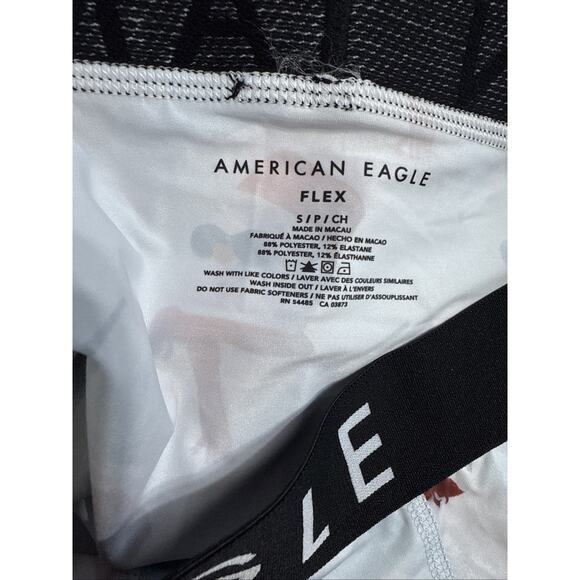 AMERICAN EAGLE
FLEX
S / P / CH
MADE IN MACAU
FABRIQUÉ À MACAO / HECHO EN MACAO
88% POLYESTER, 12% ELASTANE
88% POLYESTER, 12% ÉLASTHANNE
WASH WITH LIKE COLORS / LAVER AVEC DES COULEURS SIMILAIRES
WASH INSIDE OUT / LAVER À L'ENVERS
DO NOT USE FABRIC SOFTENERS / NE PAS UTILISER D'ASSOUPLISSANT
RN 54485 CA 03873
LE